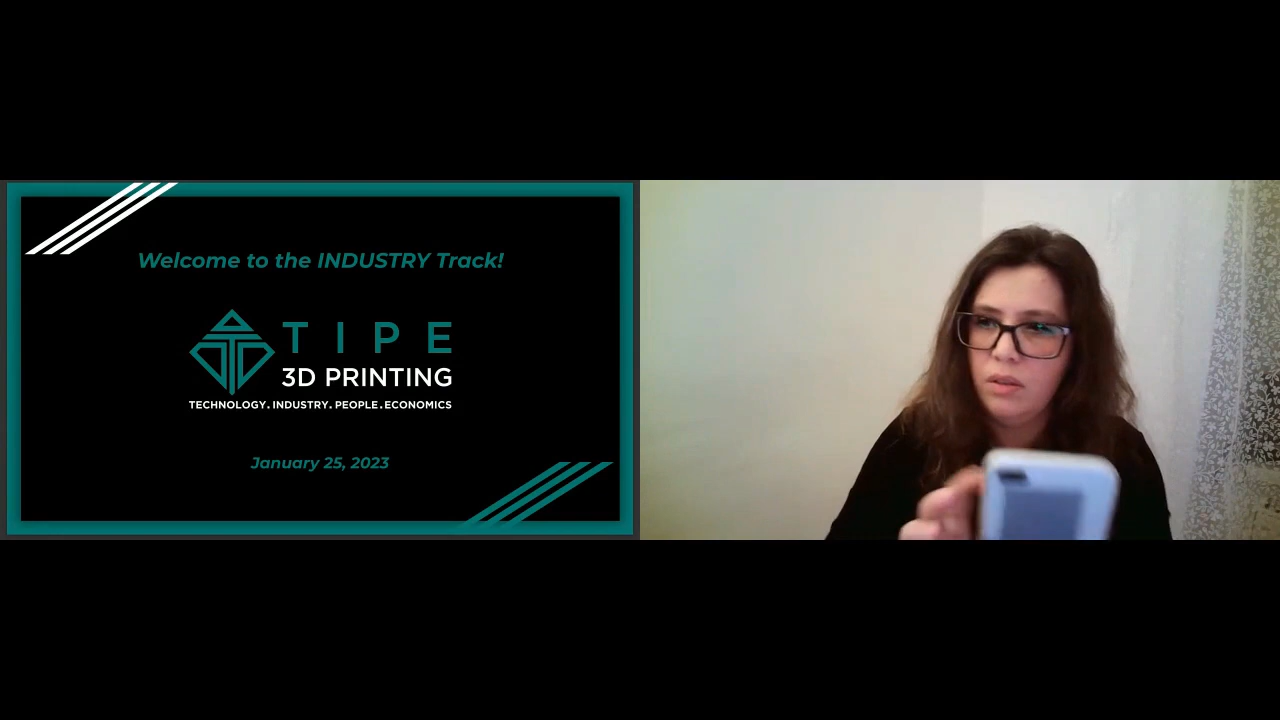 Welcome to the INDUSTRY Track!
TIPE
3D PRINTING
TECHNOLOGY. INDUSTRY. PEOPLE. ECONOMICS
January 25, 2023